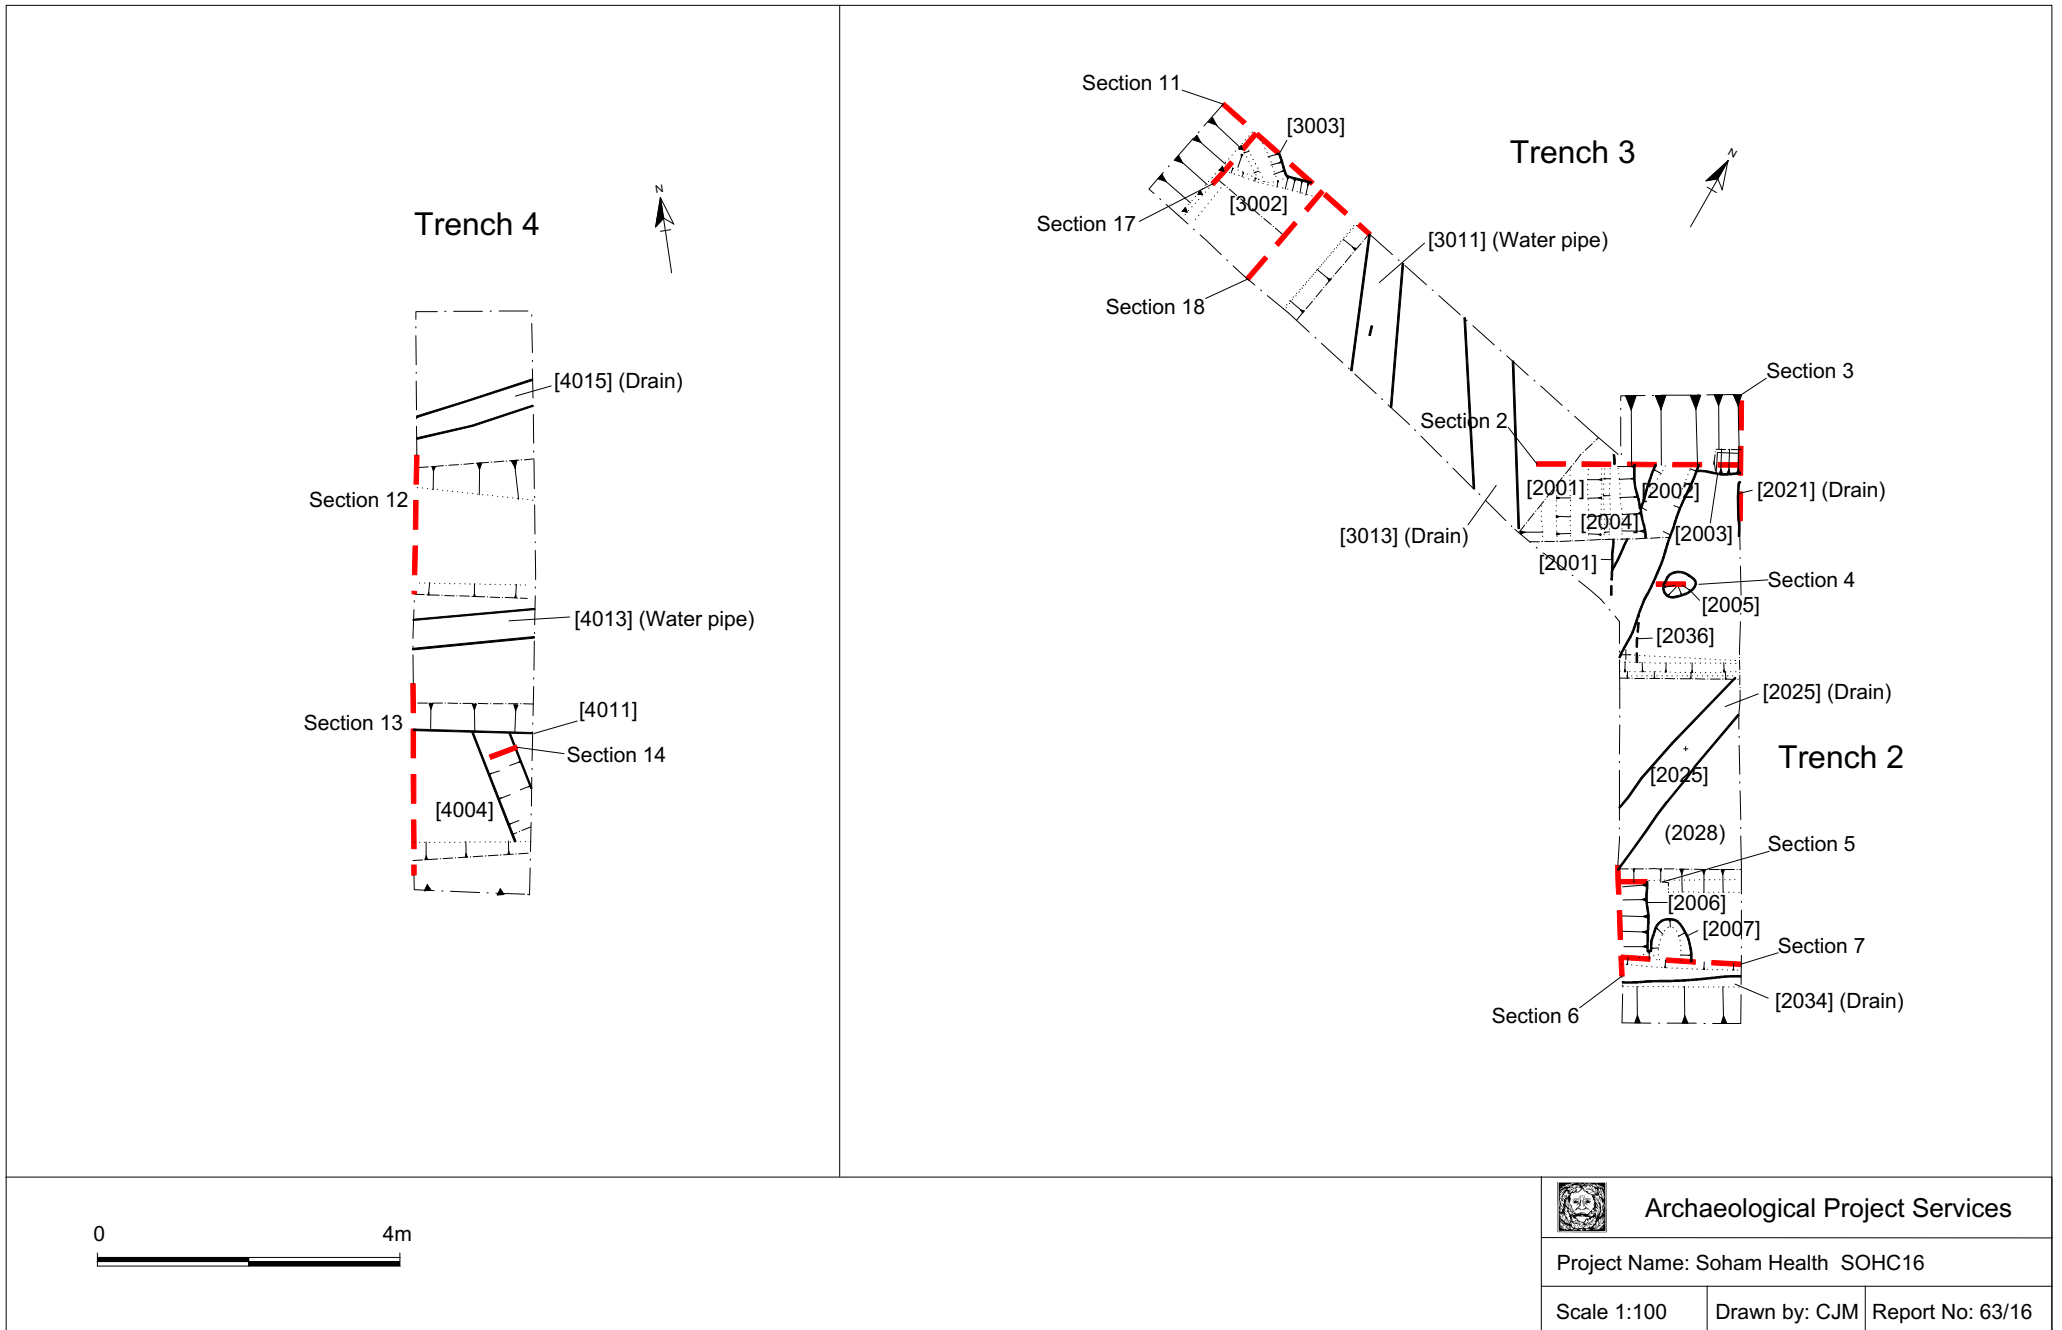 Trench 4
N
[4015] (Drain)
Section 12
[4013] (Water pipe)
Section 13
[4011]
Section 14
[4004]
Section 11
[3003]
Trench 3
N
[3002]
Section 17
[3011] (Water pipe)
Section 18
Section 3
Section 2
[2001]
[2002]
[2021] (Drain)
[2004]
[2003]
[3013] (Drain)
[2001]
Section 4
[2005]
[2036]
[2025] (Drain)
Trench 2
[2025]
(2028)
Section 5
[2006]
[2007]
Section 7
[2034] (Drain)
Section 6
0 4m
Archaeological Project Services
Project Name: Soham Health SOHC16
Scale 1:100 Drawn by: CJM Report No: 63/16